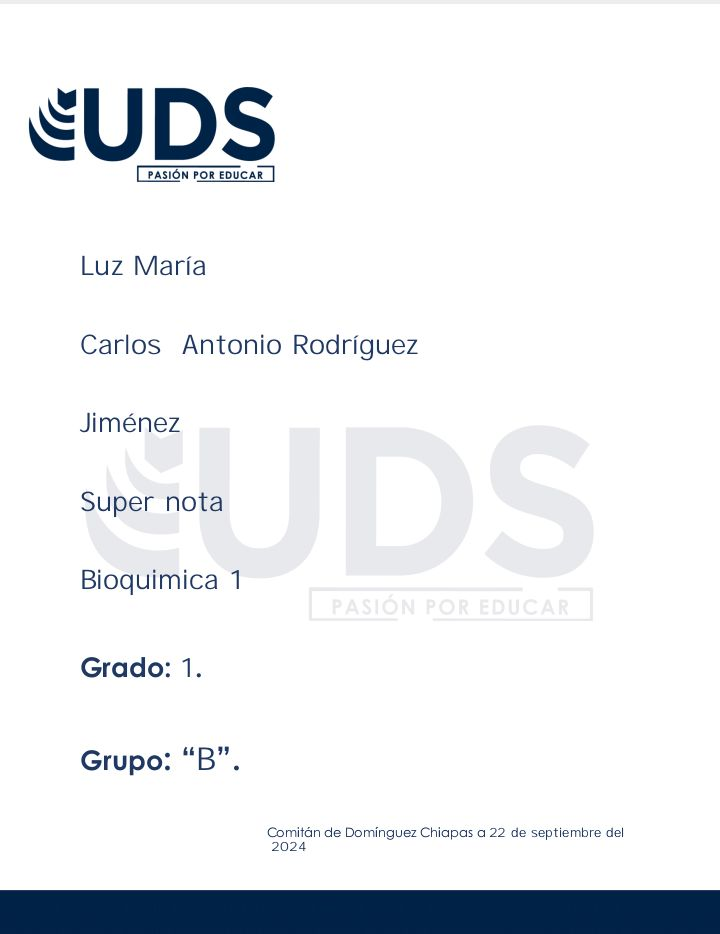 UDS
PASIÓN POR EDUCAR
Luz María
Carlos Antonio Rodríguez
Jiménez
Super nota
UDS
Bioquimica 1
PASIÓN POR EDUCAR
Grado: 1.
Grupo: “B”.
Comitán de Domínguez Chiapas a 22 de septiembre del
2024